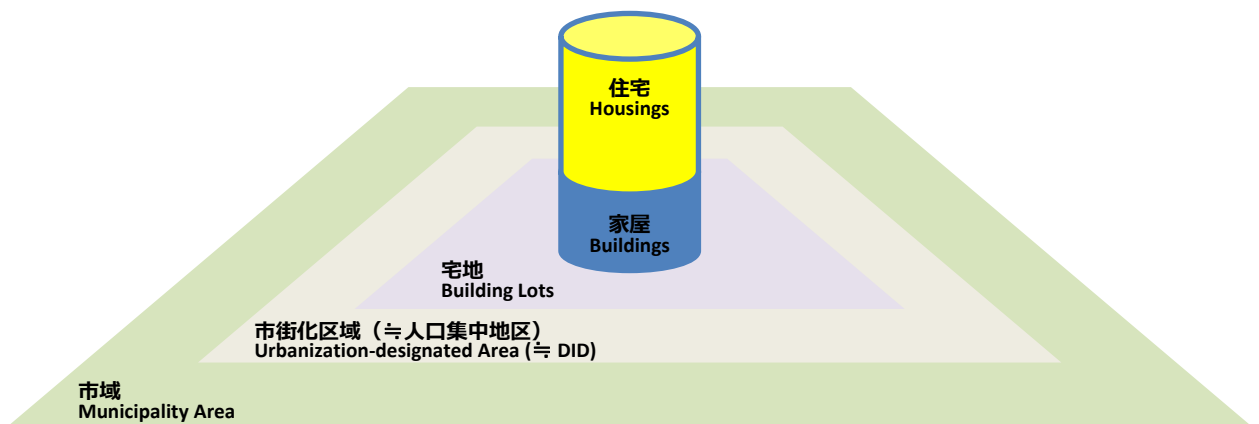 住宅
Housings
家屋
Buildings
宅地
Building Lots
市街化区域（≒人口集中地区）
Urbanization-designated Area (≒ DID)
市域
Municipality Area